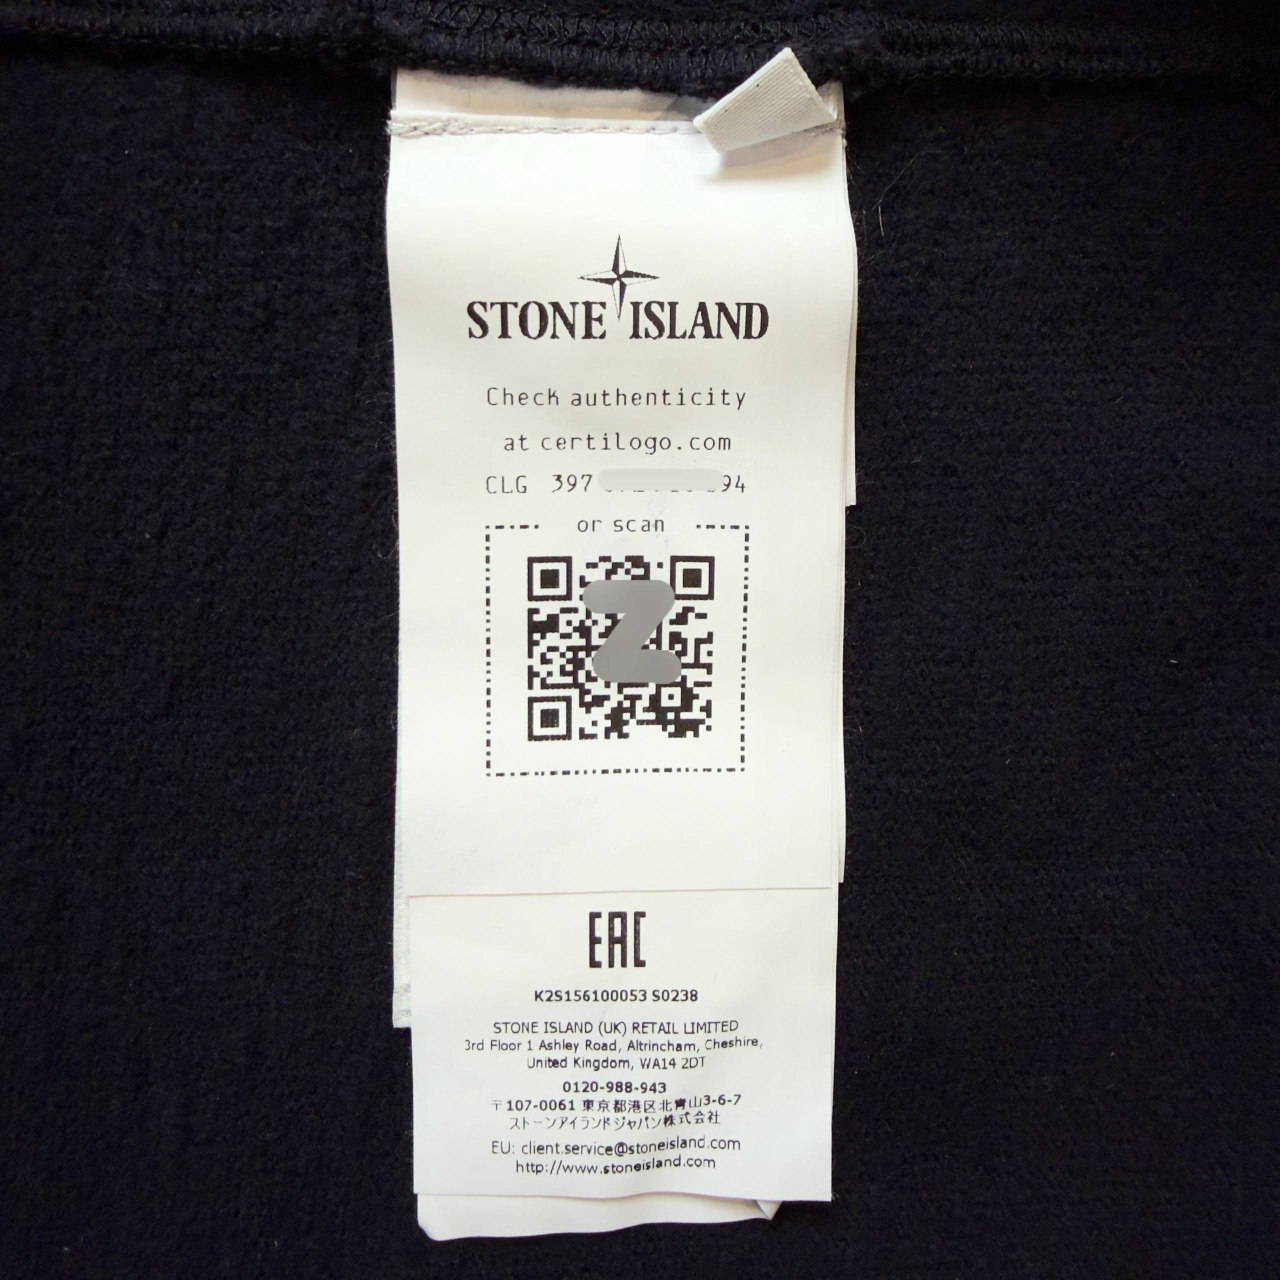 STONE ISLAND
Check authenticity
at certilogo.com
CLG 397 94
or scan
Z
EAC
K2S156100053 S0238
STONE ISLAND (UK) RETAIL LIMITED
3rd Floor 1 Ashley Road, Altrincham, Cheshire,
United Kingdom, WA14 2DT
0120-988-943
〒107-0061 東京都港区北青山3-6-7
ストーンアイランドジャパン株式会社
EU: client.service@stoneisland.com
http://www.stoneisland.com